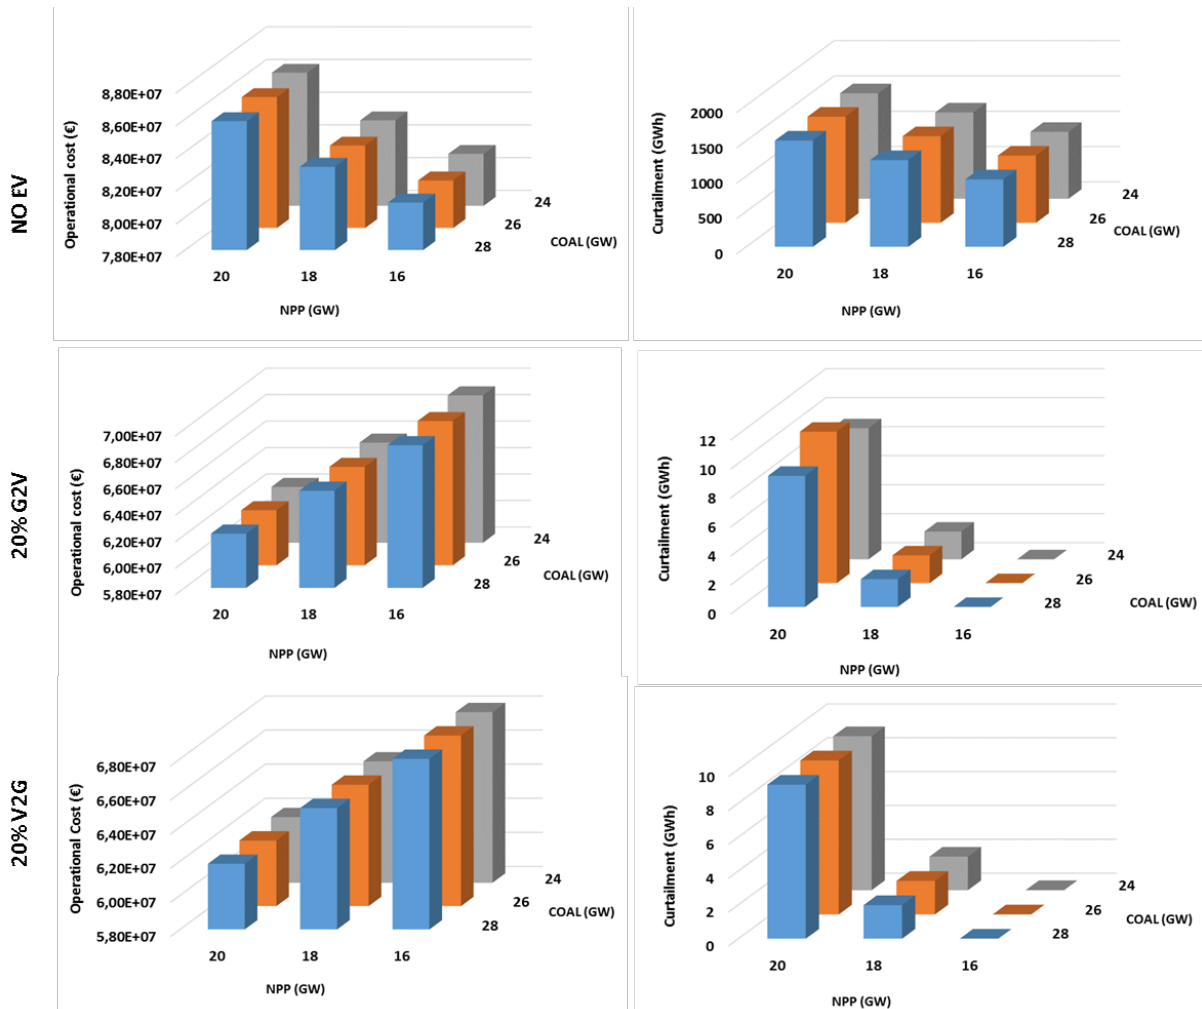 NO EV
Operational cost (€)
8,80E+07
8,60E+07
8,40E+07
8,20E+07
8,00E+07
7,80E+07
20
18
16
NPP (GW)
24
26
28
COAL (GW)
Curtailment (GWh)
2000
1500
1000
500
0
20
18
16
NPP (GW)
24
26
28
COAL (GW)
20% G2V
Operational cost (€)
7,00E+07
6,80E+07
6,60E+07
6,40E+07
6,20E+07
6,00E+07
5,80E+07
20
18
16
NPP (GW)
24
26
28
COAL (GW)
Curtailment (GWh)
12
10
8
6
4
2
0
20
18
16
NPP (GW)
24
26
28
COAL (GW)
20% V2G
Operational Cost (€)
6,80E+07
6,60E+07
6,40E+07
6,20E+07
6,00E+07
5,80E+07
20
18
16
NPP (GW)
24
26
28
COAL (GW)
Curtailment (GWh)
10
8
6
4
2
0
20
18
16
NPP (GW)
24
26
28
COAL (GW)